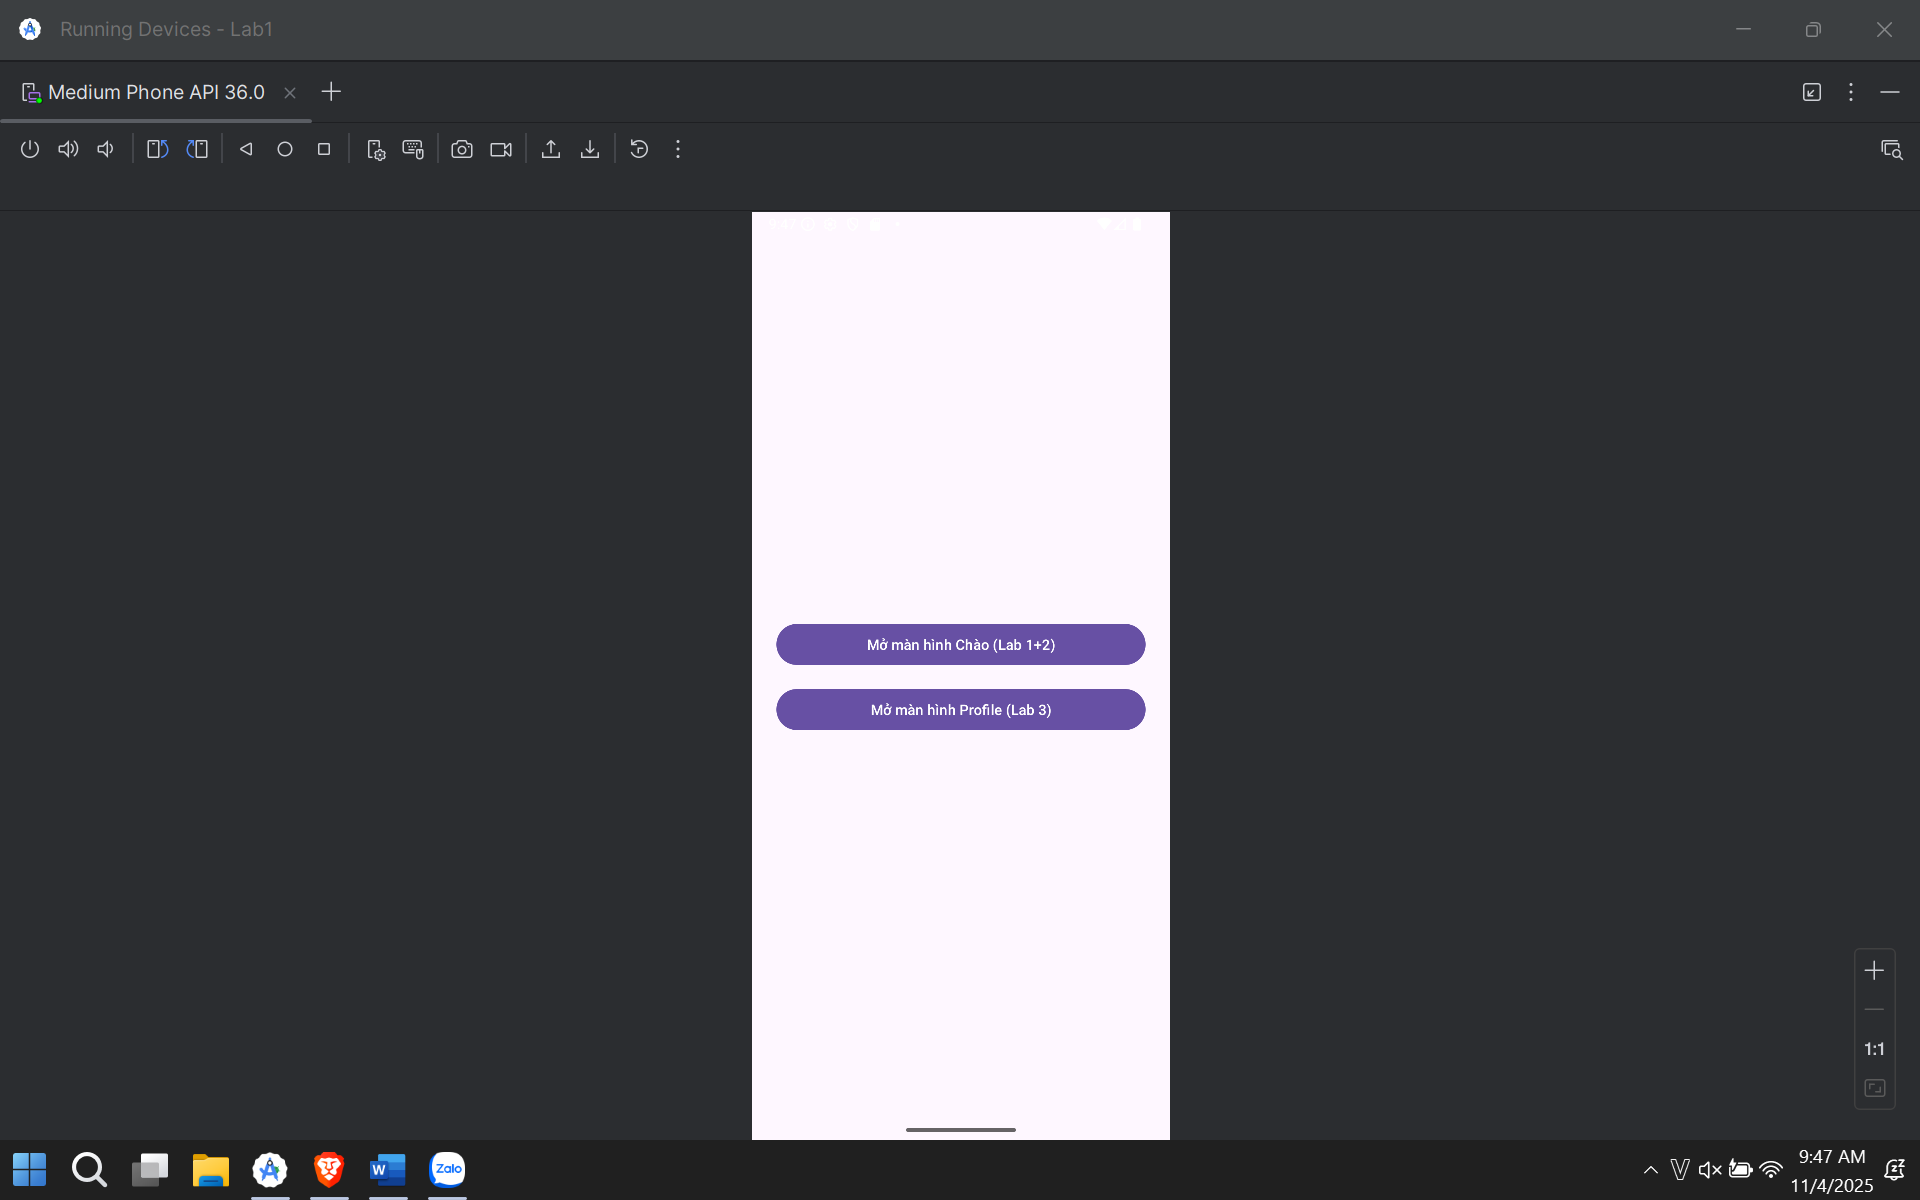 Running Devices - Lab1
Medium Phone API 36.0
Mở màn hình Chào (Lab 1+2)
Mở màn hình Profile (Lab 3)
1:1
W
Zalo
9:47 AM
11/4/2025